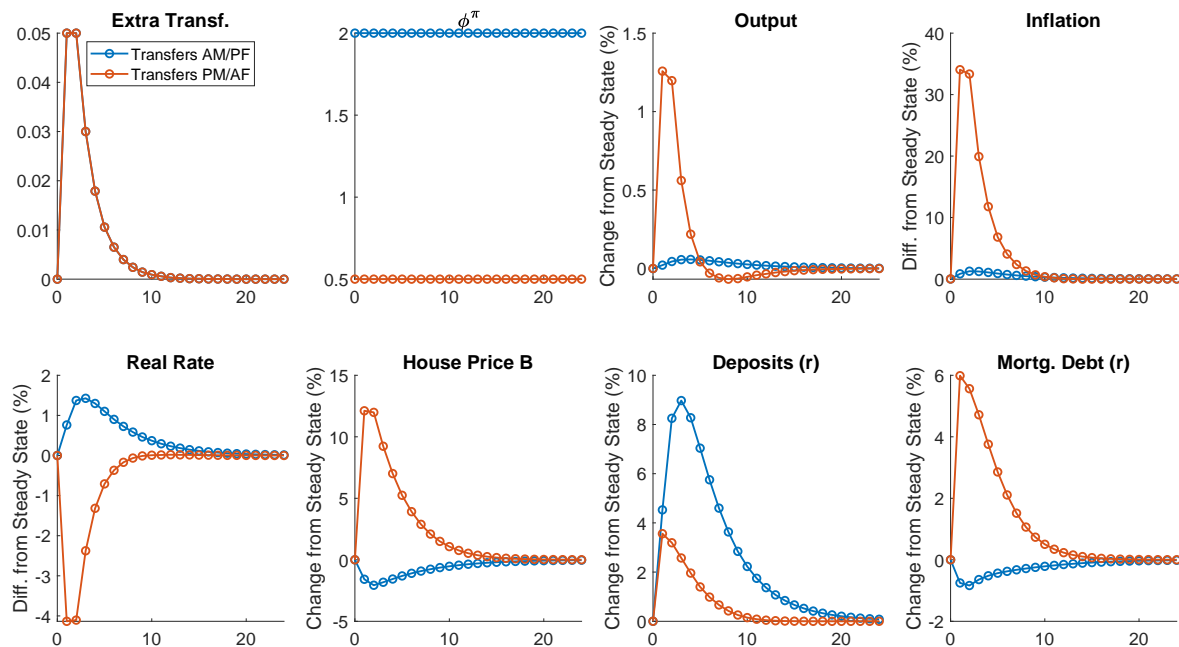 Extra Transf.
0.05
0.04
0.03
0.02
0.01
0
0 10 20
Transfers AM/PF
Transfers PM/AF
ϕ^π
2
1.5
1
0.5
0 10 20
Output
Change from Steady State (%)
1.5
1
0.5
0
0 10 20
Inflation
Diff. from Steady State (%)
40
30
20
10
0
0 10 20
Real Rate
Diff. from Steady State (%)
2
1
0
-1
-2
-3
-4
0 10 20
House Price B
Change from Steady State (%)
15
10
5
0
-5
0 10 20
Deposits (r)
Change from Steady State (%)
10
8
6
4
2
0
0 10 20
Mortg. Debt (r)
Change from Steady State (%)
6
4
2
0
-2
0 10 20